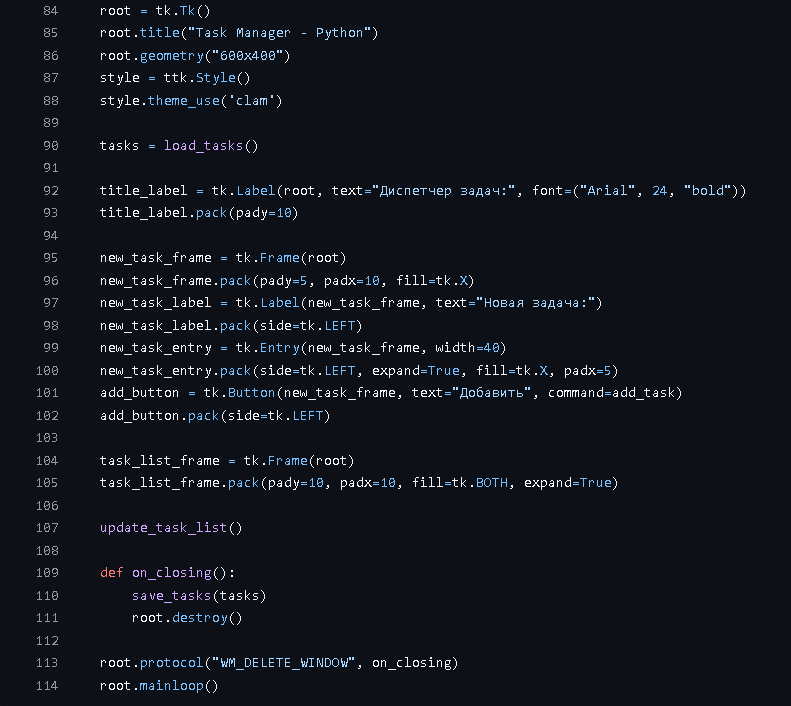 84 root = tk.Tk()
85 root.title("Task Manager - Python")
86 root.geometry("600x400")
87 style = ttk.Style()
88 style.theme_use('clam')
89
90 tasks = load_tasks()
91
92 title_label = tk.Label(root, text="Диспетчер задач:", font=("Arial", 24, "bold"))
93 title_label.pack(pady=10)
94
95 new_task_frame = tk.Frame(root)
96 new_task_frame.pack(pady=5, padx=10, fill=tk.X)
97 new_task_label = tk.Label(new_task_frame, text="Новая задача:")
98 new_task_label.pack(side=tk.LEFT)
99 new_task_entry = tk.Entry(new_task_frame, width=40)
100 new_task_entry.pack(side=tk.LEFT, expand=True, fill=tk.X, padx=5)
101 add_button = tk.Button(new_task_frame, text="Добавить", command=add_task)
102 add_button.pack(side=tk.LEFT)
103
104 task_list_frame = tk.Frame(root)
105 task_list_frame.pack(pady=10, padx=10, fill=tk.BOTH, expand=True)
106
107 update_task_list()
108
109 def on_closing():
110     save_tasks(tasks)
111     root.destroy()
112
113 root.protocol("WM_DELETE_WINDOW", on_closing)
114 root.mainloop()